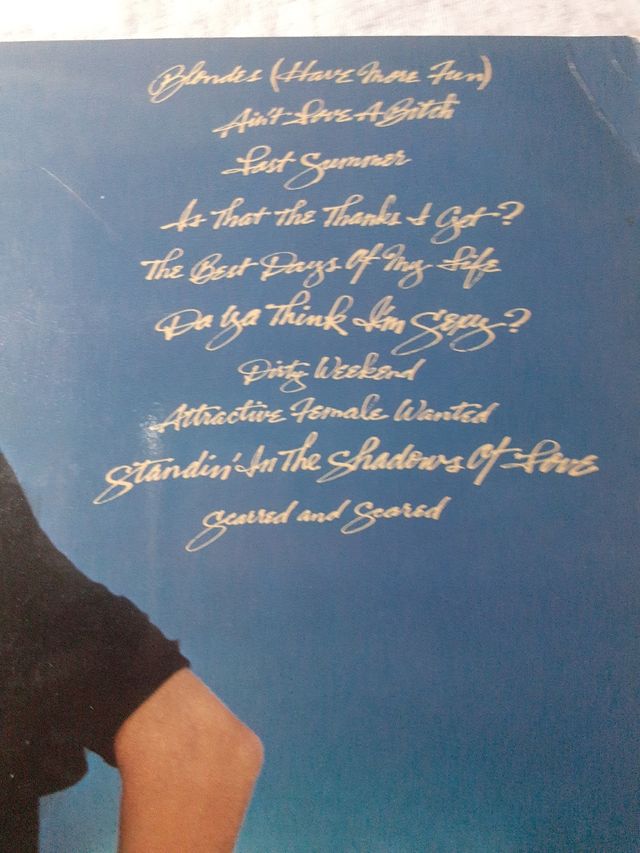 Blondes (Have More Fun)
Ain't Love A Bitch
Last Summer
Is That The Thanks I Get?
The Best Days Of My Life
Da Ya Think I'm Sexy?
Dirty Weekend
Attractive Female Wanted
Standin' In The Shadows Of Love
Scarred and Scared